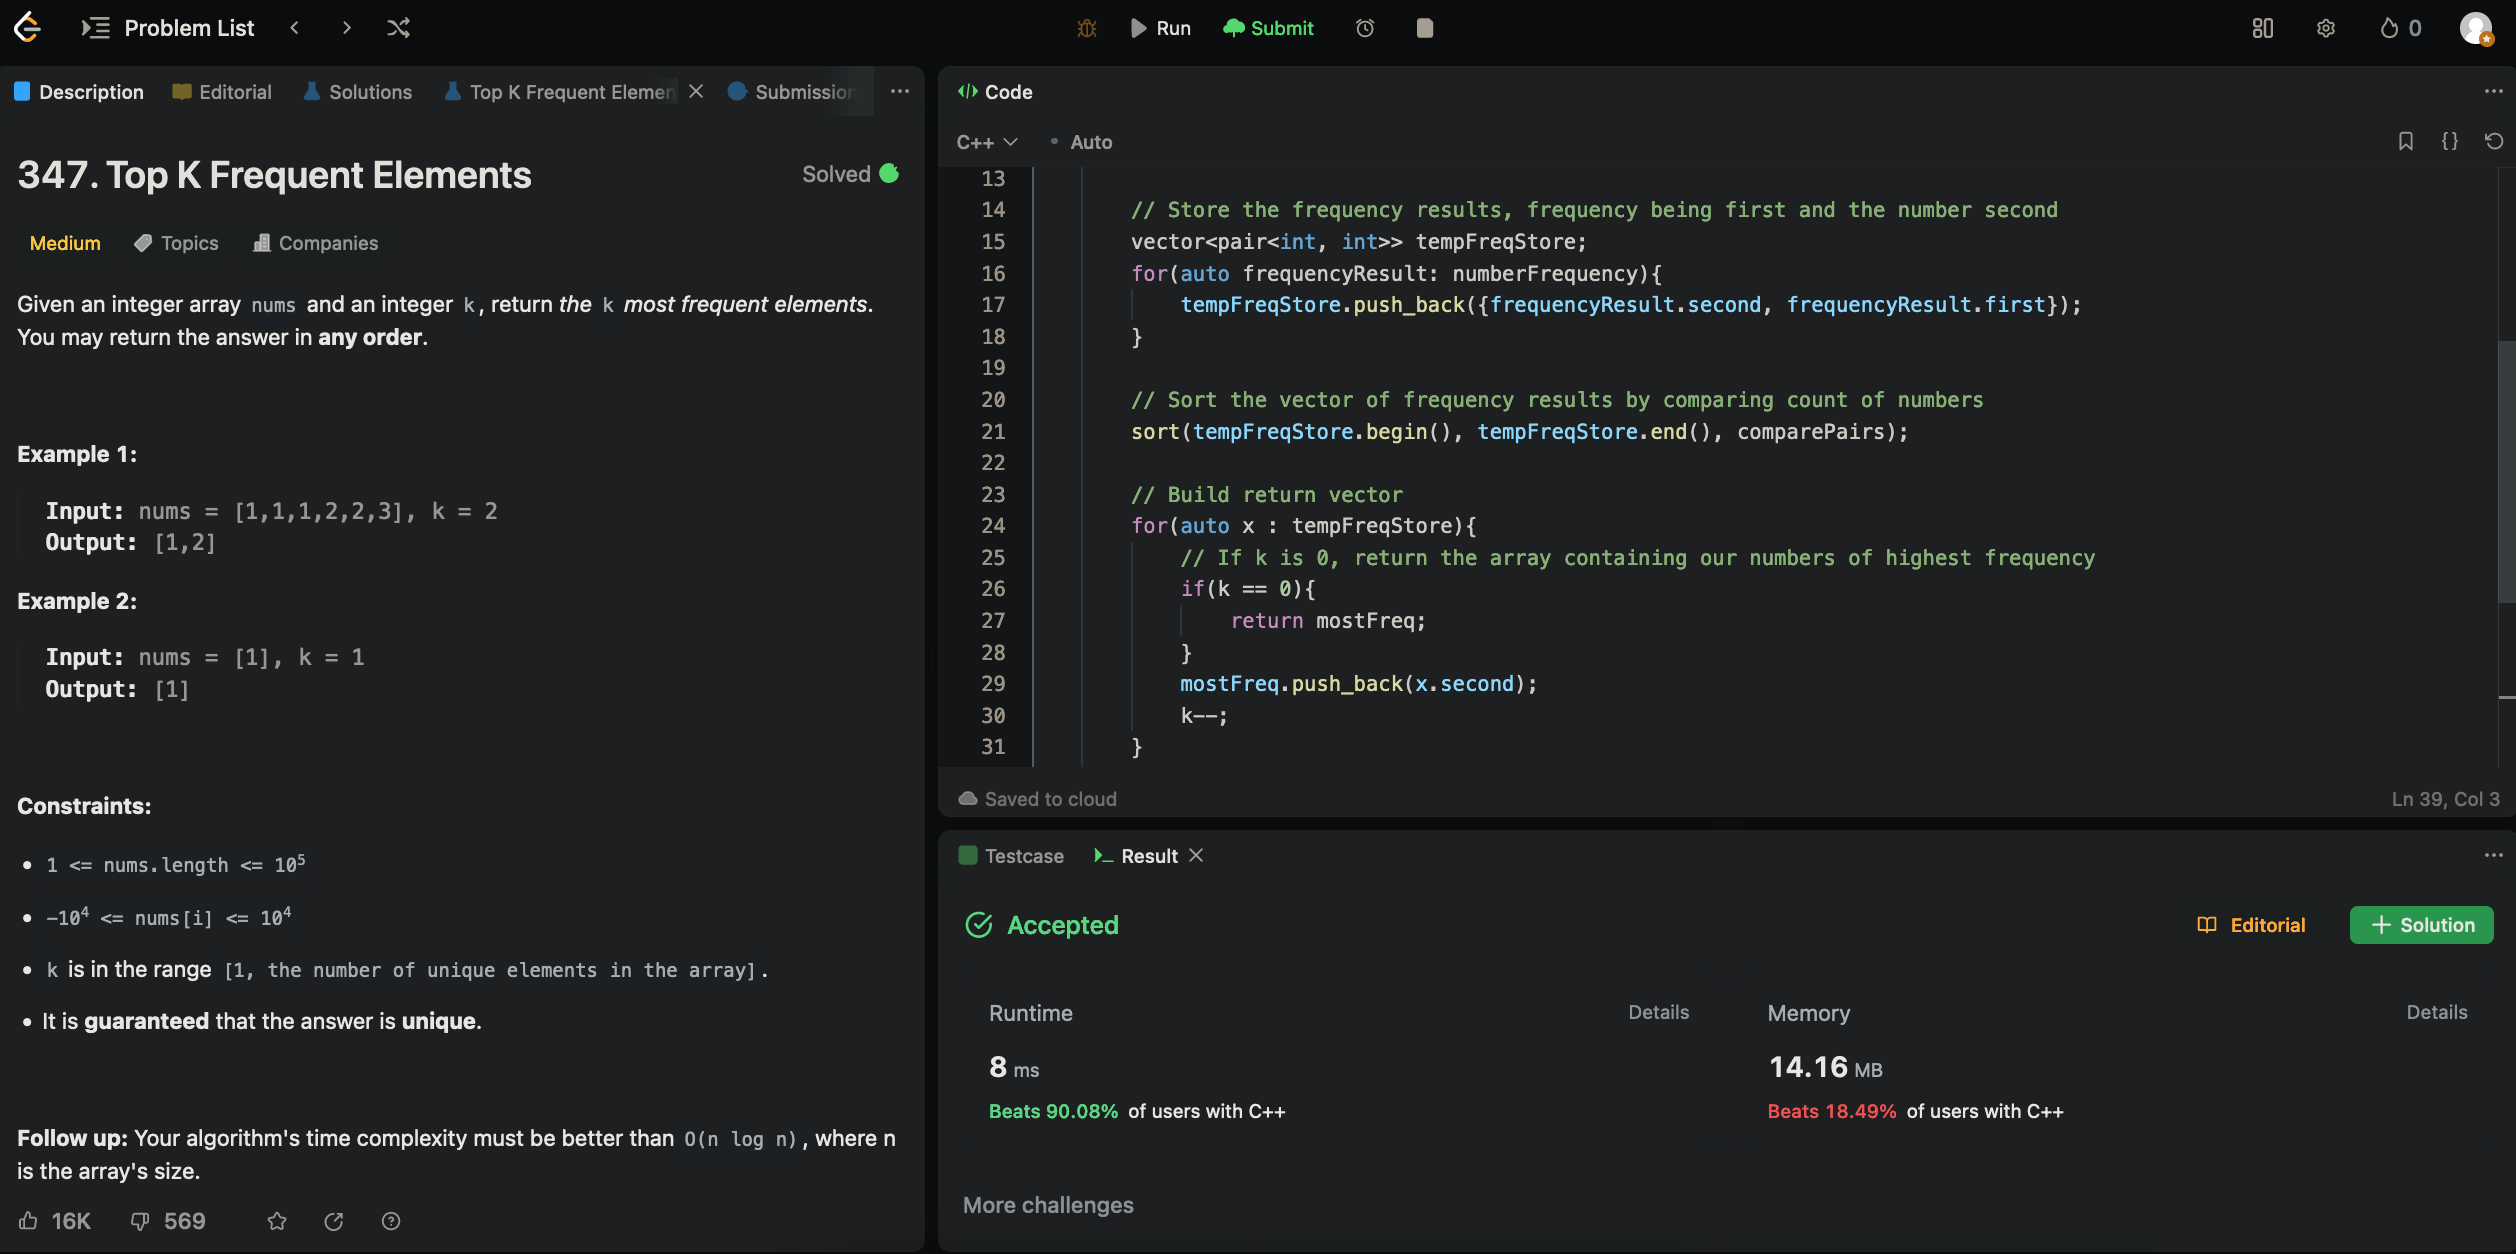 Problem List
Run
Submit
0
Description
Editorial
Solutions
Top K Frequent Elemen
Submission
347. Top K Frequent Elements
Solved
Medium
Topics
Companies
Given an integer array nums and an integer k, return the k most frequent elements.
You may return the answer in any order.
Example 1:
Input: nums = [1,1,1,2,2,3], k = 2
Output: [1,2]
Example 2:
Input: nums = [1], k = 1
Output: [1]
Constraints:
• 1 <= nums.length <= 10⁵
• -10⁴ <= nums[i] <= 10⁴
• k is in the range [1, the number of unique elements in the array].
• It is guaranteed that the answer is unique.
Follow up: Your algorithm's time complexity must be better than O(n log n), where n
is the array's size.
16K
569
Code
C++
• Auto
13
14 // Store the frequency results, frequency being first and the number second
15 vector<pair<int, int>> tempFreqStore;
16 for(auto frequencyResult: numberFrequency){
17 tempFreqStore.push_back({frequencyResult.second, frequencyResult.first});
18 }
19
20 // Sort the vector of frequency results by comparing count of numbers
21 sort(tempFreqStore.begin(), tempFreqStore.end(), comparePairs);
22
23 // Build return vector
24 for(auto x : tempFreqStore){
25 // If k is 0, return the array containing our numbers of highest frequency
26 if(k == 0){
27 return mostFreq;
28 }
29 mostFreq.push_back(x.second);
30 k--;
31 }
Saved to cloud
Ln 39, Col 3
Testcase
Result
Accepted
Editorial
Solution
Runtime
Details
8 ms
Beats 90.08% of users with C++
Memory
Details
14.16 MB
Beats 18.49% of users with C++
More challenges